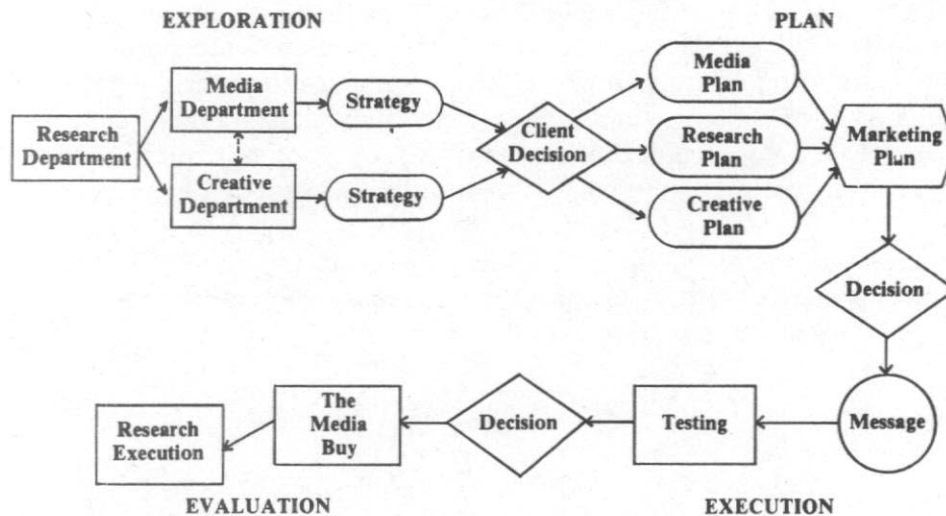 EXPLORATION
PLAN
Research
Department
Media
Department
Creative
Department
Strategy
Strategy
Client
Decision
Media
Plan
Research
Plan
Creative
Plan
Marketing
Plan
Decision
Message
Testing
Decision
The
Media
Buy
Research
Execution
EVALUATION
EXECUTION